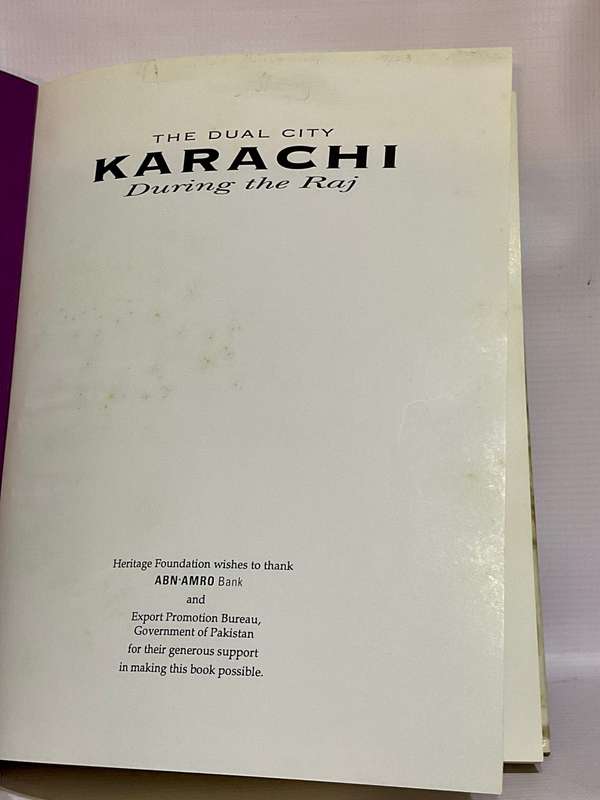 THE DUAL CITY
KARACHI
During the Raj
Heritage Foundation wishes to thank
ABN·AMRO Bank
and
Export Promotion Bureau,
Government of Pakistan
for their generous support
in making this book possible.